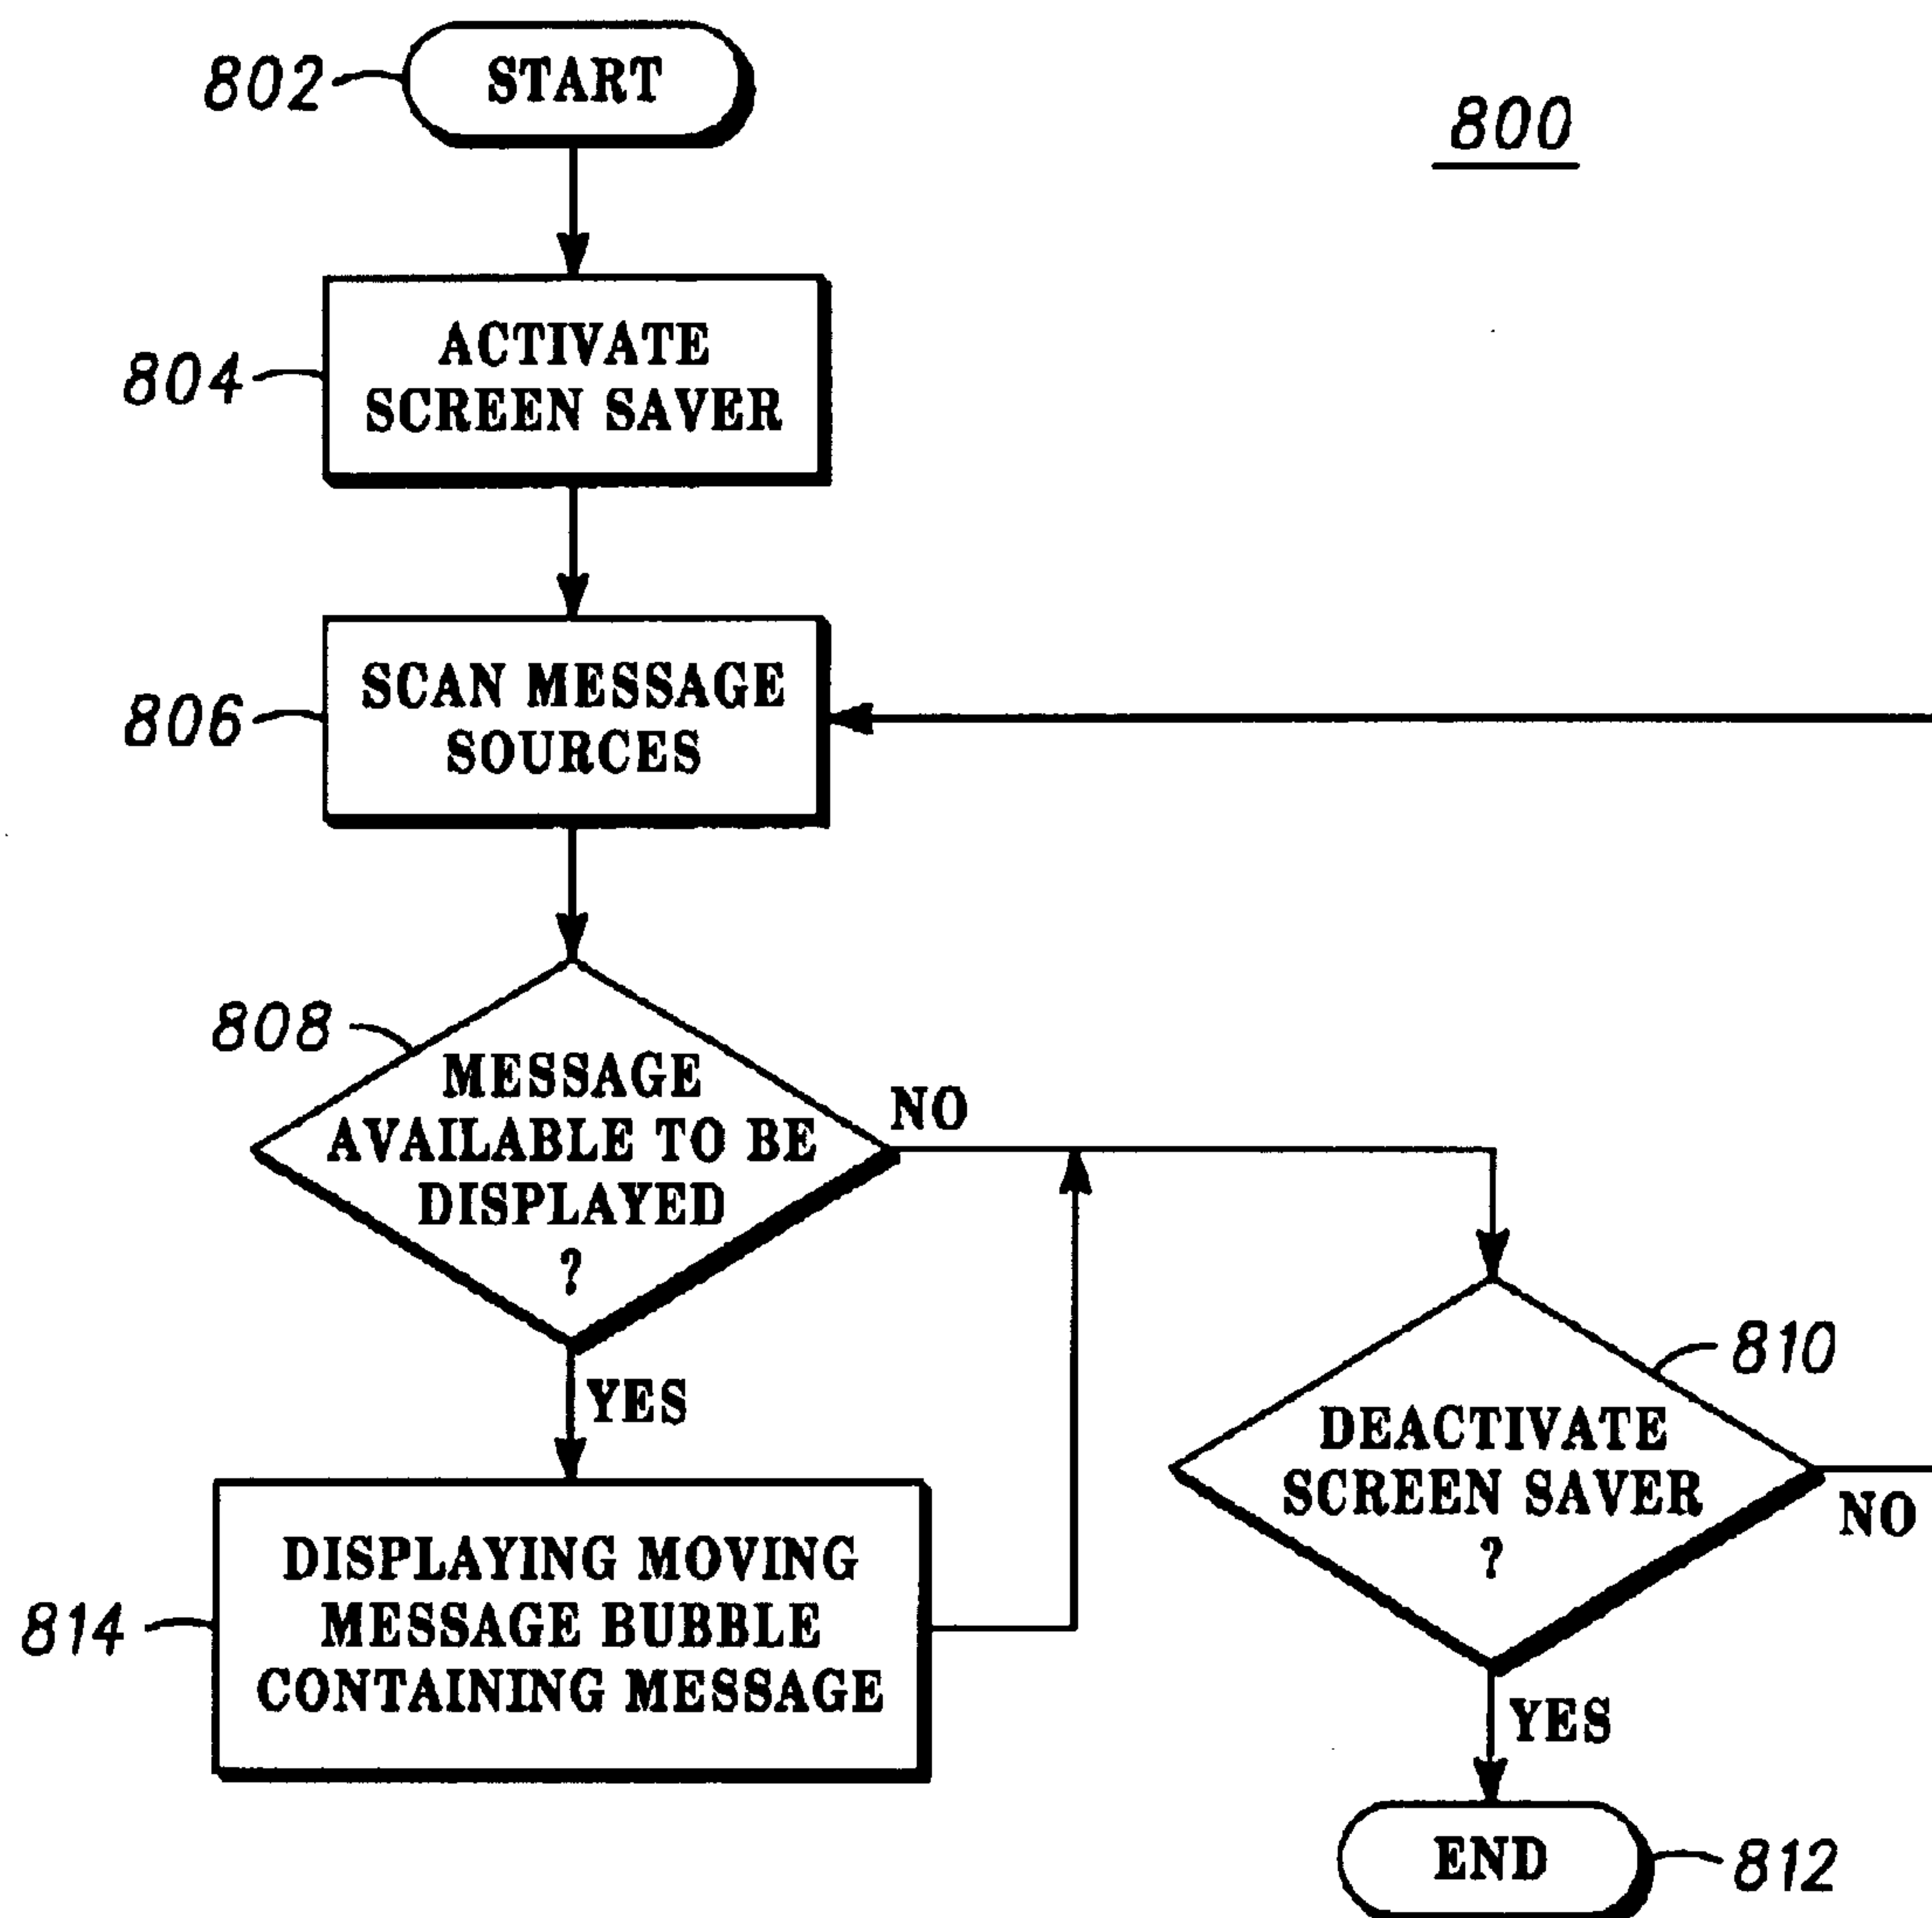 802
START
800
804
ACTIVATE
SCREEN SAVER
806
SCAN MESSAGE
SOURCES
808
MESSAGE
AVAILABLE TO BE
DISPLAYED
?
NO
YES
810
DEACTIVATE
SCREEN SAVER
?
NO
814
DISPLAYING MOVING
MESSAGE BUBBLE
CONTAINING MESSAGE
YES
END
812